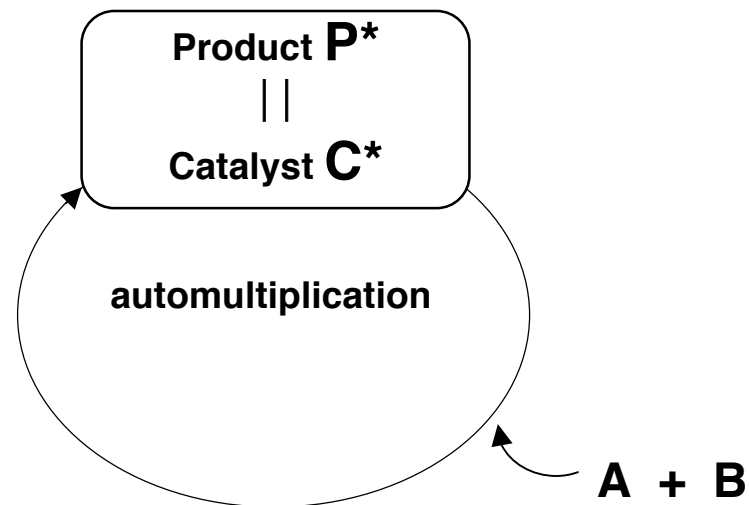 Product P*
||
Catalyst C*
automultiplication
A + B